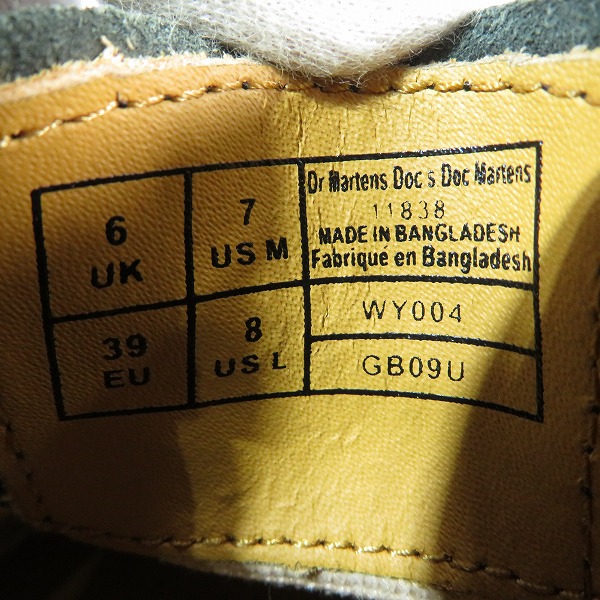 6
UK
7
US M
39
EU
8
US L
Dr Martens Doc's Doc Martens
11838
MADE IN BANGLADESH
Fabriqué en Bangladesh
WY004
GB09U